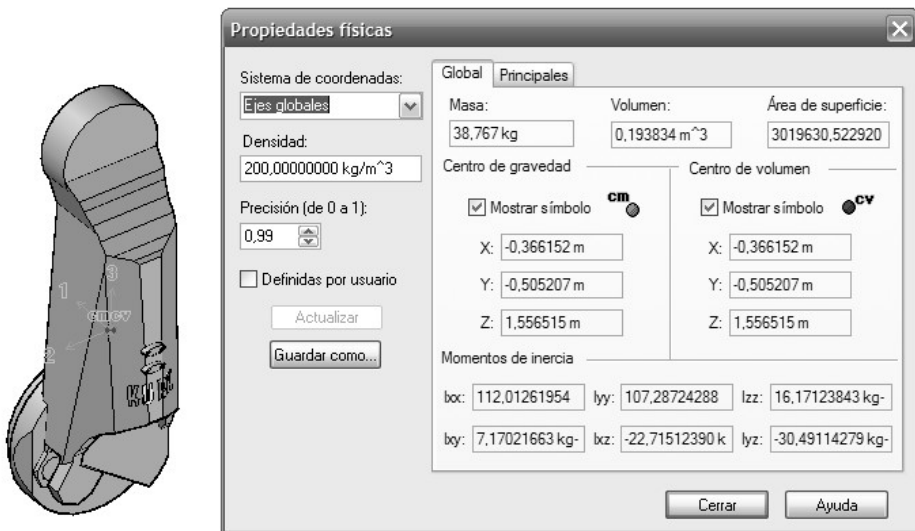 Propiedades físicas
Sistema de coordenadas:
Ejes globales
Densidad:
200,00000000 kg/m^3
Precisión (de 0 a 1):
0,99
Definidas por usuario
Actualizar
Guardar como...
Global Principales
Masa: Volumen: Área de superficie:
38,767 kg 0,193834 m^3 3019630,522920
Centro de gravedad Centro de volumen
Mostrar símbolo cm Mostrar símbolo cv
X: -0,366152 m X: -0,366152 m
Y: -0,505207 m Y: -0,505207 m
Z: 1,556515 m Z: 1,556515 m
Momentos de inercia
Ixx: 112,01261954 Iyy: 107,28724288 Izz: 16,17123843 kg-
Ixy: 7,17021663 kg- Ixz: -22,71512390 k Iyz: -30,49114279 kg-
Cerrar Ayuda
3
1
cmcv
2